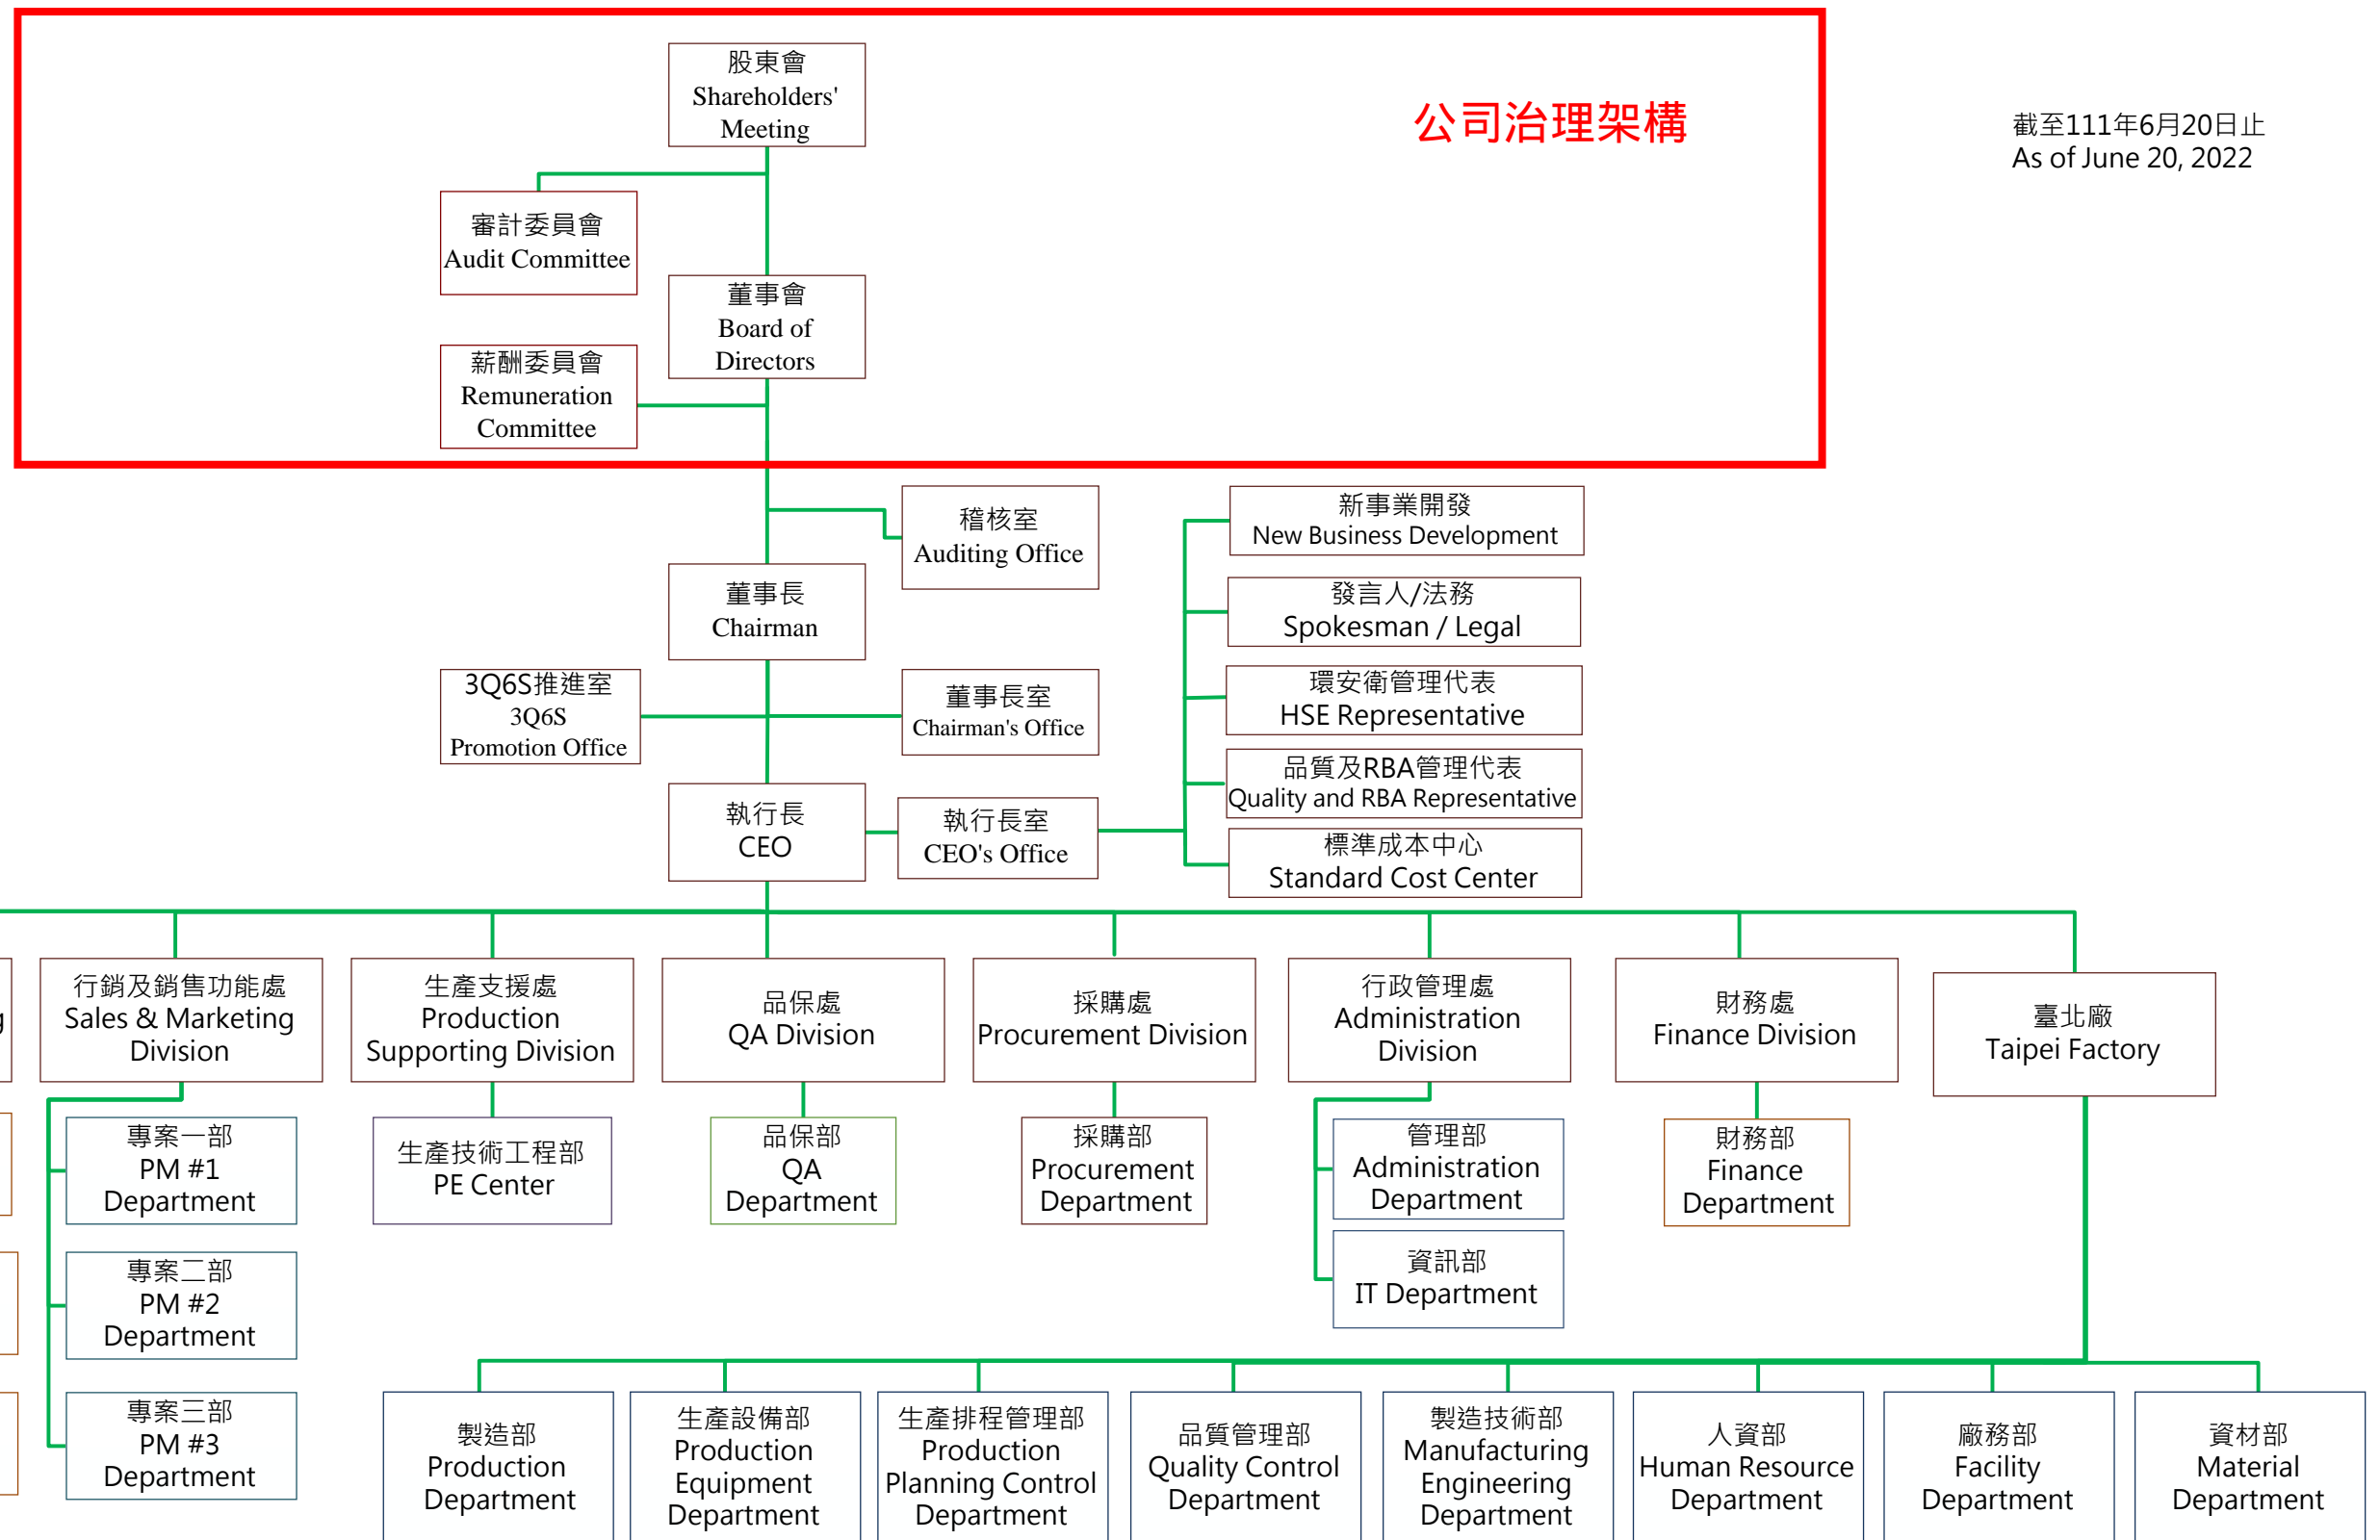 股東會
Shareholders'
Meeting
公司治理架構
截至111年6月20日止
As of June 20, 2022
審計委員會
Audit Committee
董事會
Board of
Directors
薪酬委員會
Remuneration
Committee
稽核室
Auditing Office
新事業開發
New Business Development
董事長
Chairman
發言人/法務
Spokesman / Legal
3Q6S推進室
3Q6S
Promotion Office
董事長室
Chairman's Office
環安衛管理代表
HSE Representative
品質及RBA管理代表
Quality and RBA Representative
執行長
CEO
執行長室
CEO's Office
標準成本中心
Standard Cost Center
行銷及銷售功能處
Sales & Marketing
Division
生產支援處
Production
Supporting Division
品保處
QA Division
採購處
Procurement Division
行政管理處
Administration
Division
財務處
Finance Division
臺北廠
Taipei Factory
專案一部
PM #1
Department
生產技術工程部
PE Center
品保部
QA
Department
採購部
Procurement
Department
管理部
Administration
Department
財務部
Finance
Department
專案二部
PM #2
Department
資訊部
IT Department
專案三部
PM #3
Department
製造部
Production
Department
生產設備部
Production
Equipment
Department
生產排程管理部
Production
Planning Control
Department
品質管理部
Quality Control
Department
製造技術部
Manufacturing
Engineering
Department
人資部
Human Resource
Department
廠務部
Facility
Department
資材部
Material
Department